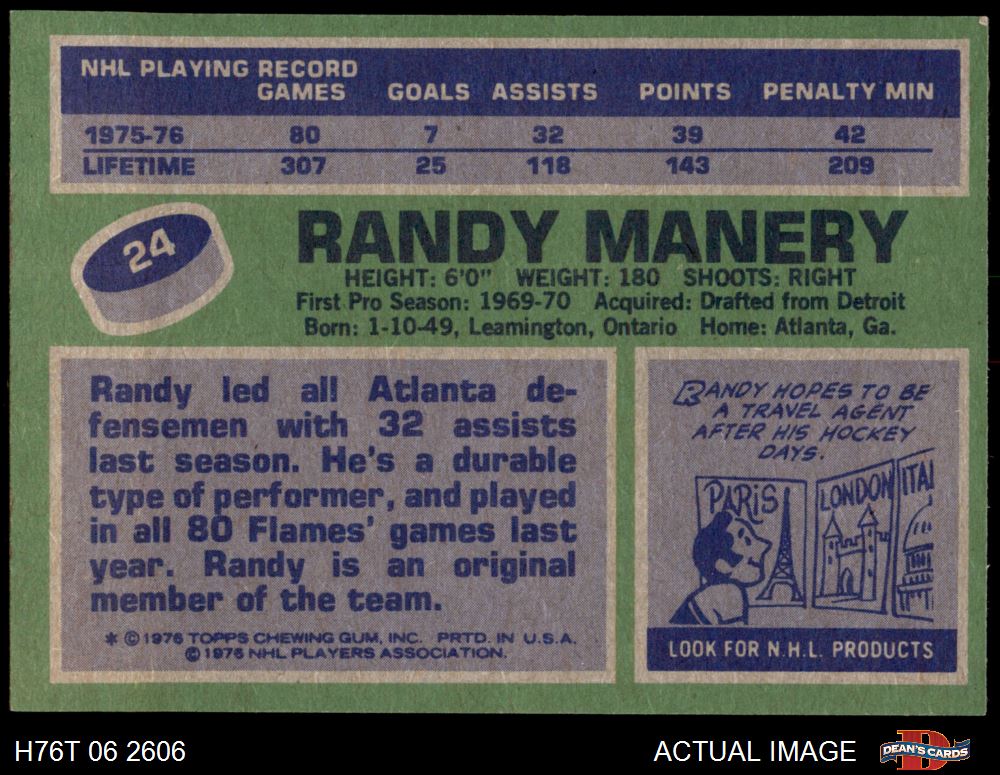 NHL PLAYING RECORD
GAMES GOALS ASSISTS POINTS PENALTY MIN
1975-76 80 7 32 39 42
LIFETIME 307 25 118 143 209
24
RANDY MANERY
HEIGHT: 6'0" WEIGHT: 180 SHOOTS: RIGHT
First Pro Season: 1969-70 Acquired: Drafted from Detroit
Born: 1-10-49, Leamington, Ontario Home: Atlanta, Ga.
Randy led all Atlanta de-
fensemen with 32 assists
last season. He's a durable
type of performer, and played
in all 80 Flames' games last
year. Randy is an original
member of the team.
* © 1976 TOPPS CHEWING GUM, INC. PRTD. IN U.S.A.
© 1976 NHL PLAYERS ASSOCIATION.
RANDY HOPES TO BE
A TRAVEL AGENT
AFTER HIS HOCKEY
DAYS.
PARIS
LONDON
ITAL
LOOK FOR N.H.L. PRODUCTS
H76T 06 2606
ACTUAL IMAGE
D
DEAN'S CARDS